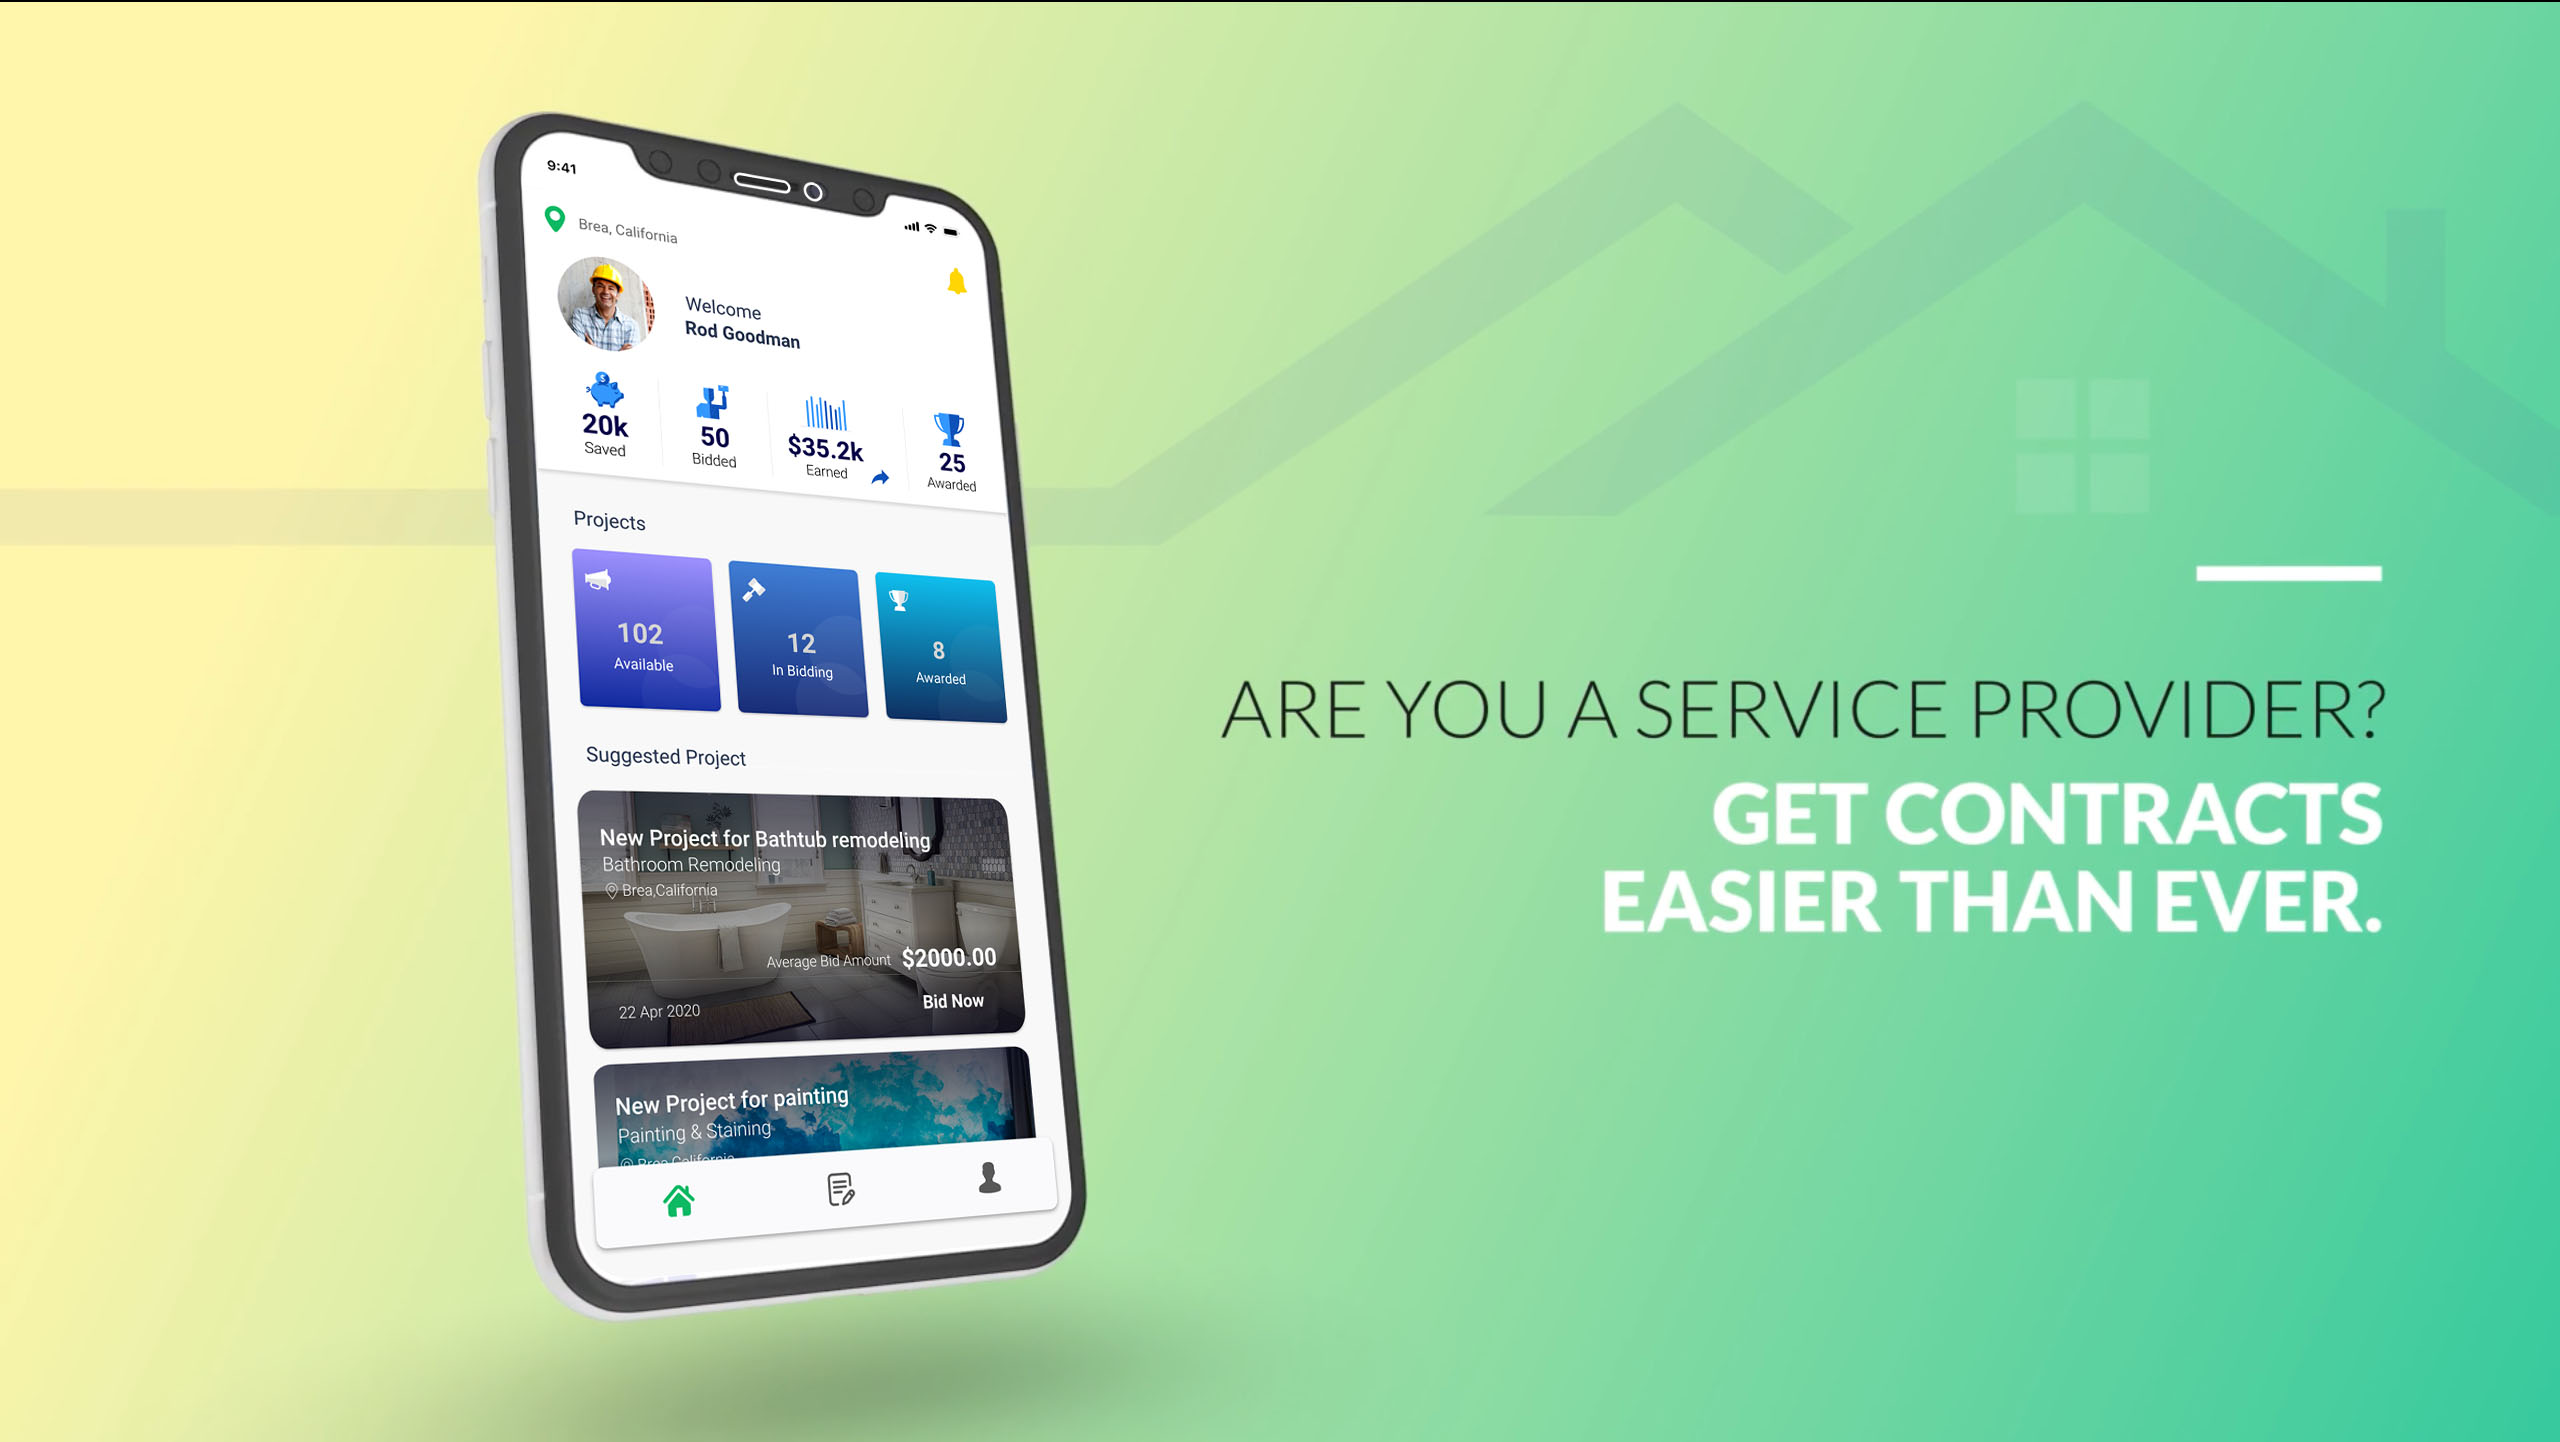 9:41
Brea, California
Welcome
Rod Goodman
20k
Saved
50
Bidded
$35.2k
Earned
25
Awarded
Projects
102
Available
12
In Bidding
8
Awarded
Suggested Project
New Project for Bathtub remodeling
Bathroom Remodeling
Brea,California
Average Bid Amount $2000.00
22 Apr 2020
Bid Now
New Project for painting
Painting & Staining
Brea,California
ARE YOU A SERVICE PROVIDER?
GET CONTRACTS
EASIER THAN EVER.